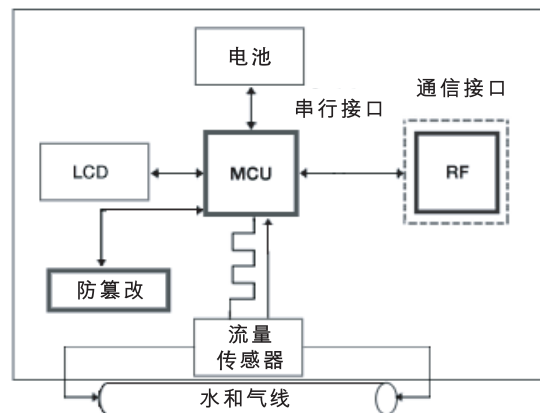 电池
串行接口
通信接口
LCD
MCU
RF
防篡改
流量
传感器
水和气线